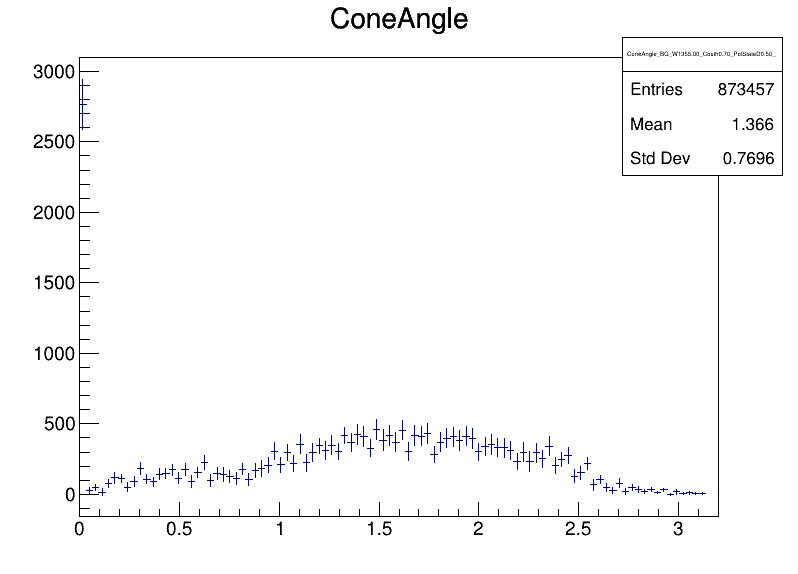 ConeAngle
ConeAngle_BG_W1355.00_Costh0.70_PolStateD0.50_
Entries 873457
Mean 1.366
Std Dev 0.7696
3000
2500
2000
1500
1000
500
0
0 0.5 1 1.5 2 2.5 3